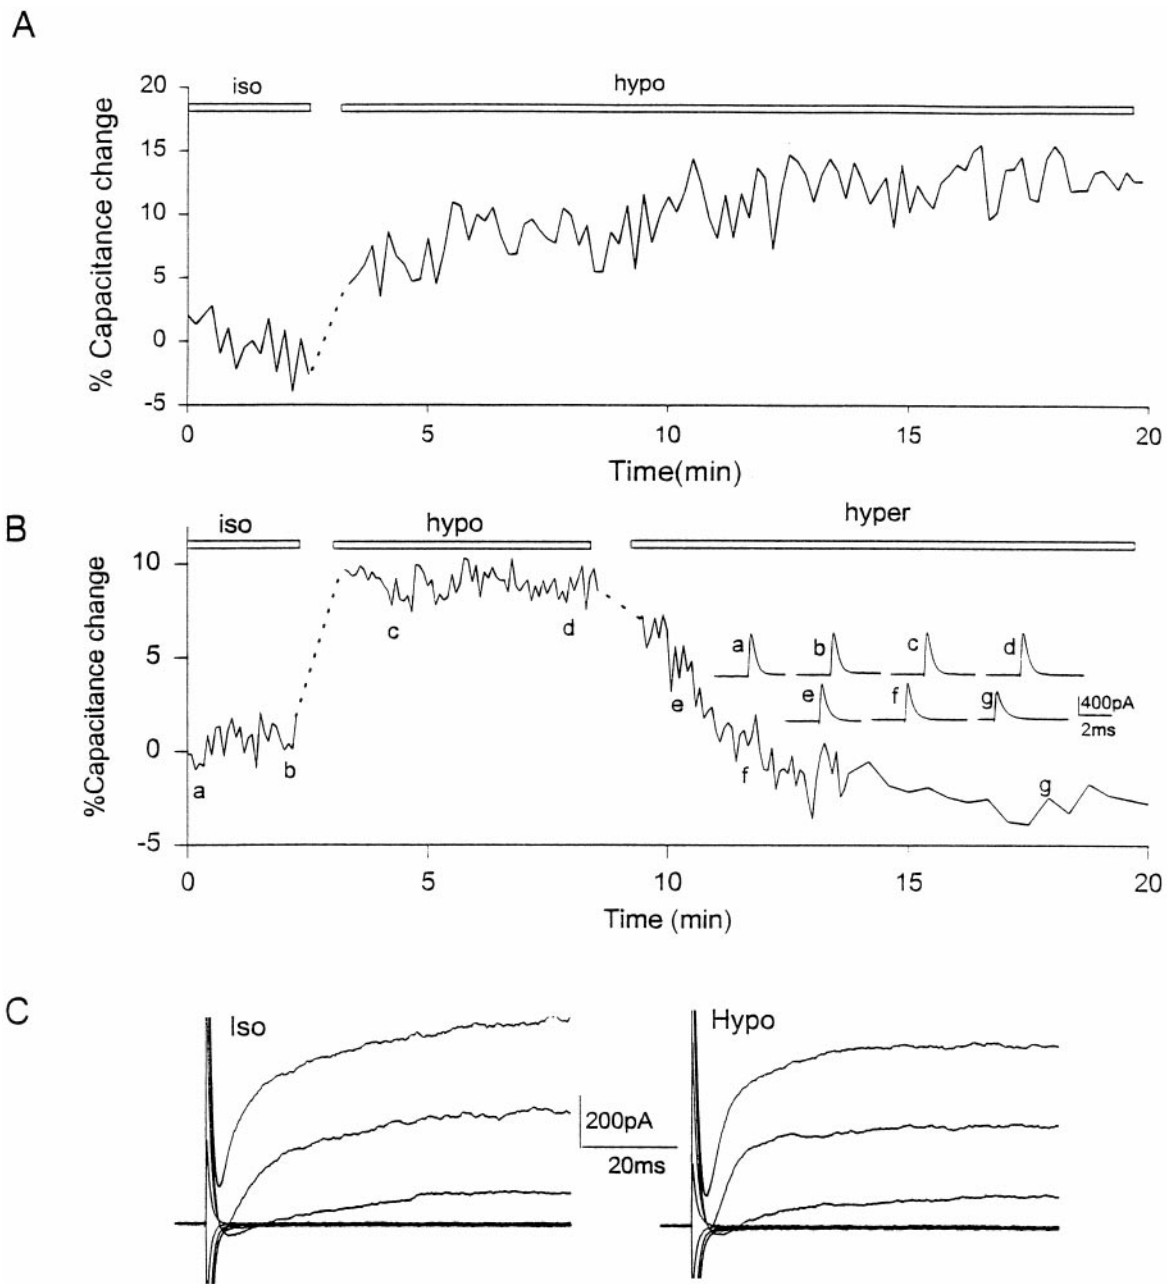 A
% Capacitance change
20
15
10
5
0
-5
iso
hypo
0 5 10 15 20
Time(min)
B
%Capacitance change
10
5
0
-5
iso
hypo
hyper
a
b
c
d
e
f
g
a b c d
e f g
400pA
2ms
0 5 10 15 20
Time (min)
C
Iso
Hypo
200pA
20ms